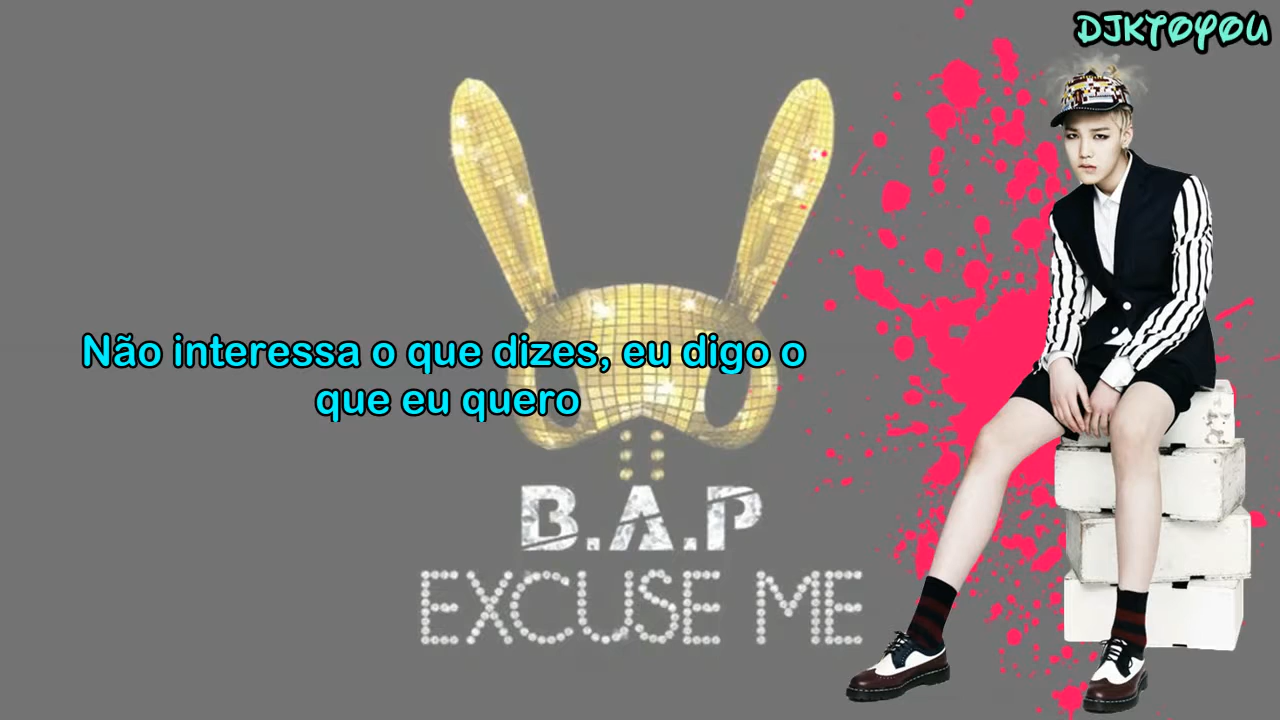 DJKTOYOU
Não interessa o que dizes, eu digo o
que eu quero
B.A.P
EXCUSE ME